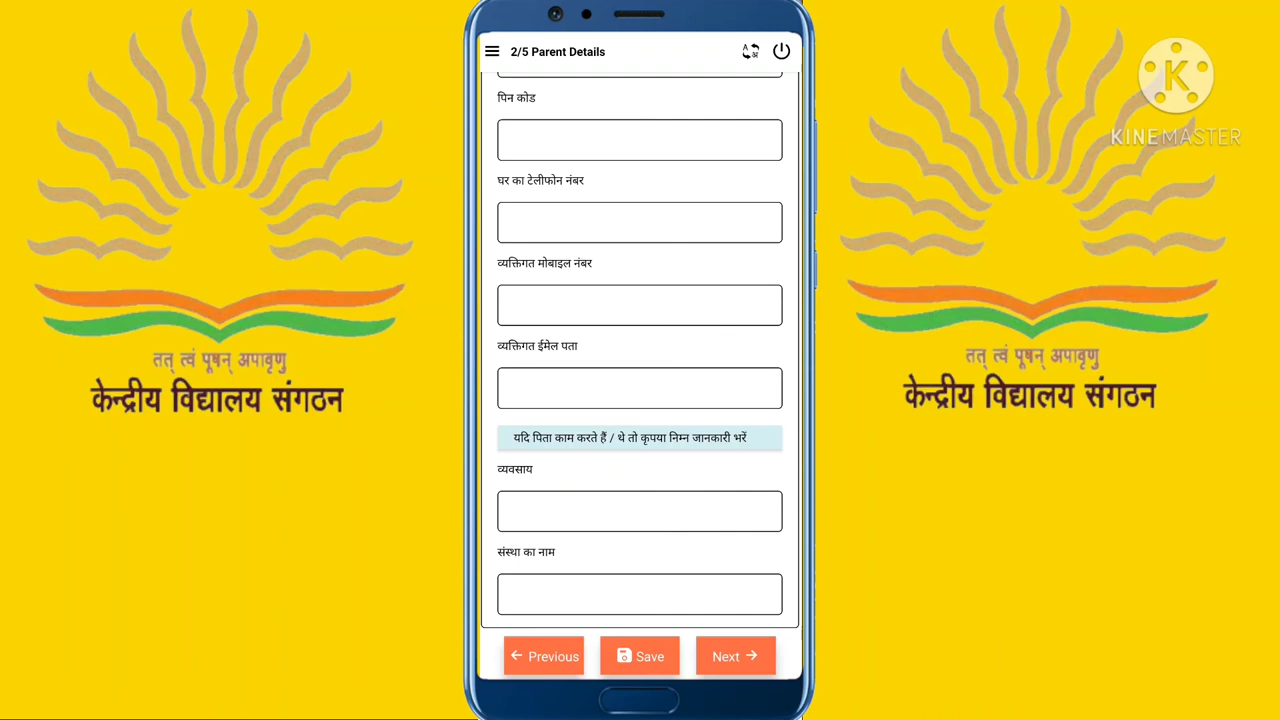 2/5 Parent Details
पिन कोड
घर का टेलीफोन नंबर
व्यक्तिगत मोबाइल नंबर
व्यक्तिगत ईमेल पता
यदि पिता काम करते हैं / थे तो कृपया निम्न जानकारी भरें
व्यवसाय
संस्था का नाम
Previous
Save
Next
तत् त्वं पूषन् अपावृणु
केन्द्रीय विद्यालय संगठन
तत् त्वं पूषन् अपावृणु
केन्द्रीय विद्यालय संगठन
K
KINEMASTER